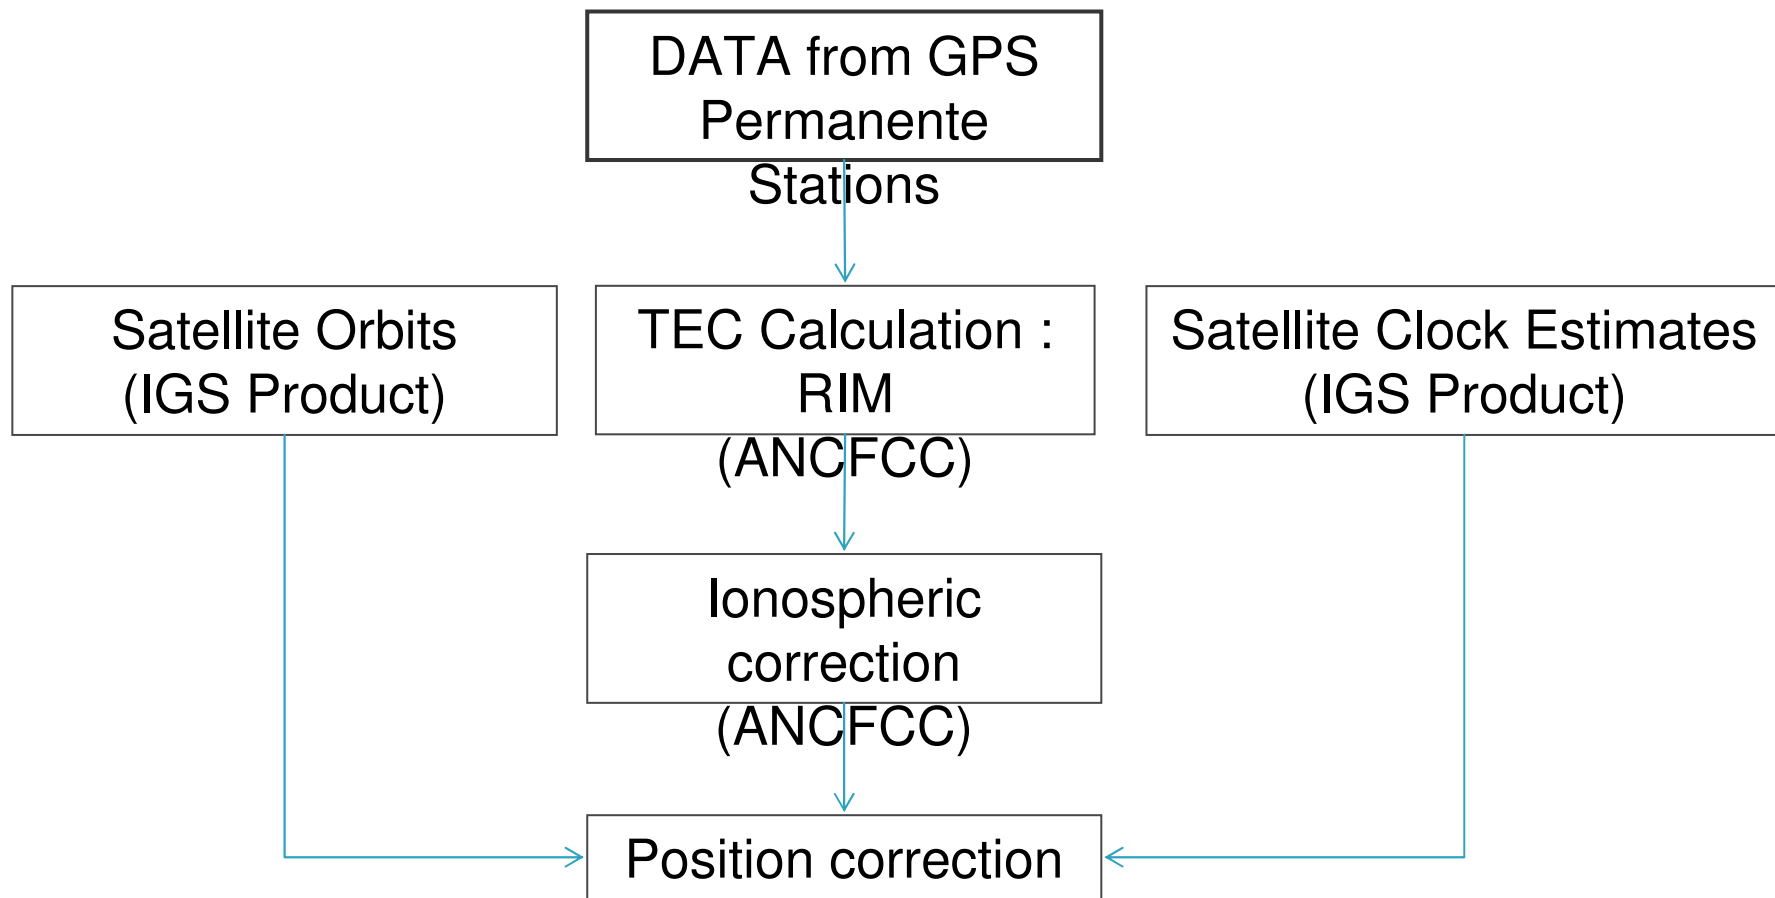 DATA from GPS
Permanente
Stations
Satellite Orbits
(IGS Product)
TEC Calculation :
RIM
(ANCFCC)
Satellite Clock Estimates
(IGS Product)
Ionospheric
correction
(ANCFCC)
Position correction